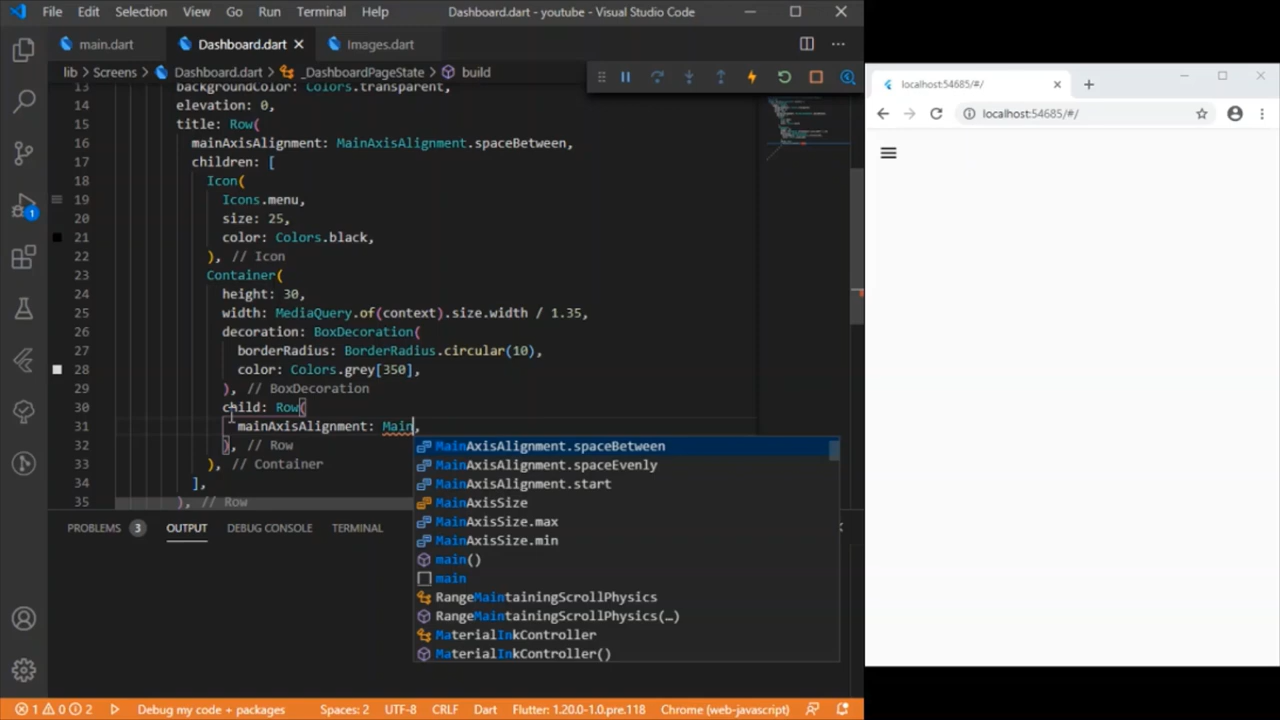 File Edit Selection View Go Run Terminal Help Dashboard.dart - youtube - Visual Studio Code
main.dart Dashboard.dart Images.dart
lib > Screens > Dashboard.dart > _DashboardPageState > build
localhost:54685/#/
localhost:54685/#/
13 backgroundColor: Colors.transparent,
14 elevation: 0,
15 title: Row(
16 mainAxisAlignment: MainAxisAlignment.spaceBetween,
17 children: [
18 Icon(
19 Icons.menu,
20 size: 25,
21 color: Colors.black,
22 ), // Icon
23 Container(
24 height: 30,
25 width: MediaQuery.of(context).size.width / 1.35,
26 decoration: BoxDecoration(
27 borderRadius: BorderRadius.circular(10),
28 color: Colors.grey[350],
29 ), // BoxDecoration
30 child: Row(
31 mainAxisAlignment: Main,
32 ), // Row
33 ), // Container
34 ],
35 ), // Row
MainAxisAlignment.spaceBetween
MainAxisAlignment.spaceEvenly
MainAxisAlignment.start
MainAxisSize
MainAxisSize.max
MainAxisSize.min
main()
main
RangeMaintainingScrollPhysics
RangeMaintainingScrollPhysics(…)
MaterialInkController
MaterialInkController()
1
PROBLEMS 3 OUTPUT DEBUG CONSOLE TERMINAL
1 0 2 Debug my code + packages Spaces: 2 UTF-8 CRLF Dart Flutter: 1.20.0-1.0.pre.118 Chrome (web-javascript)